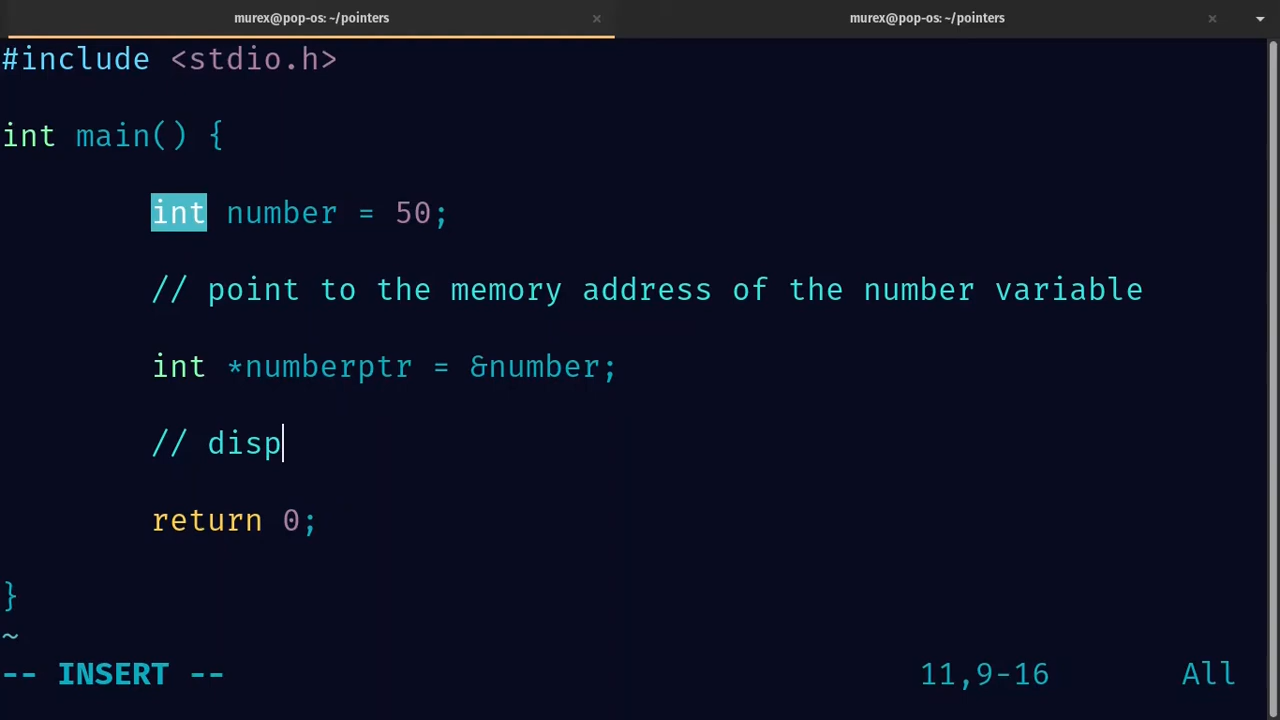 murex@pop-os: ~/pointers × murex@pop-os: ~/pointers ×
#include <stdio.h>
int main() {
int number = 50;
// point to the memory address of the number variable
int *numberptr = &number;
// disp
return 0;
}
~
-- INSERT -- 11,9-16 All